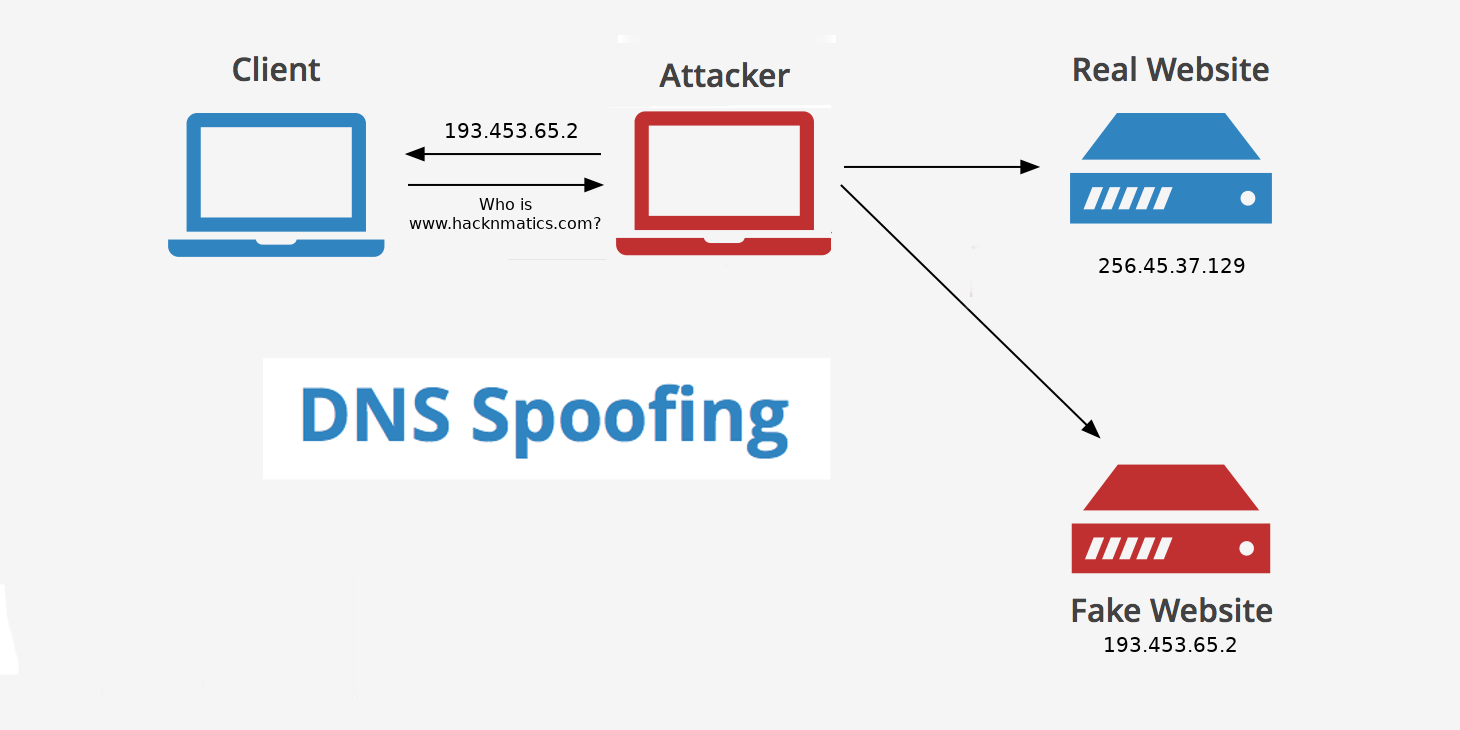 Client
Attacker
Real Website
193.453.65.2
Who is
www.hacknmatics.com?
256.45.37.129
DNS Spoofing
Fake Website
193.453.65.2